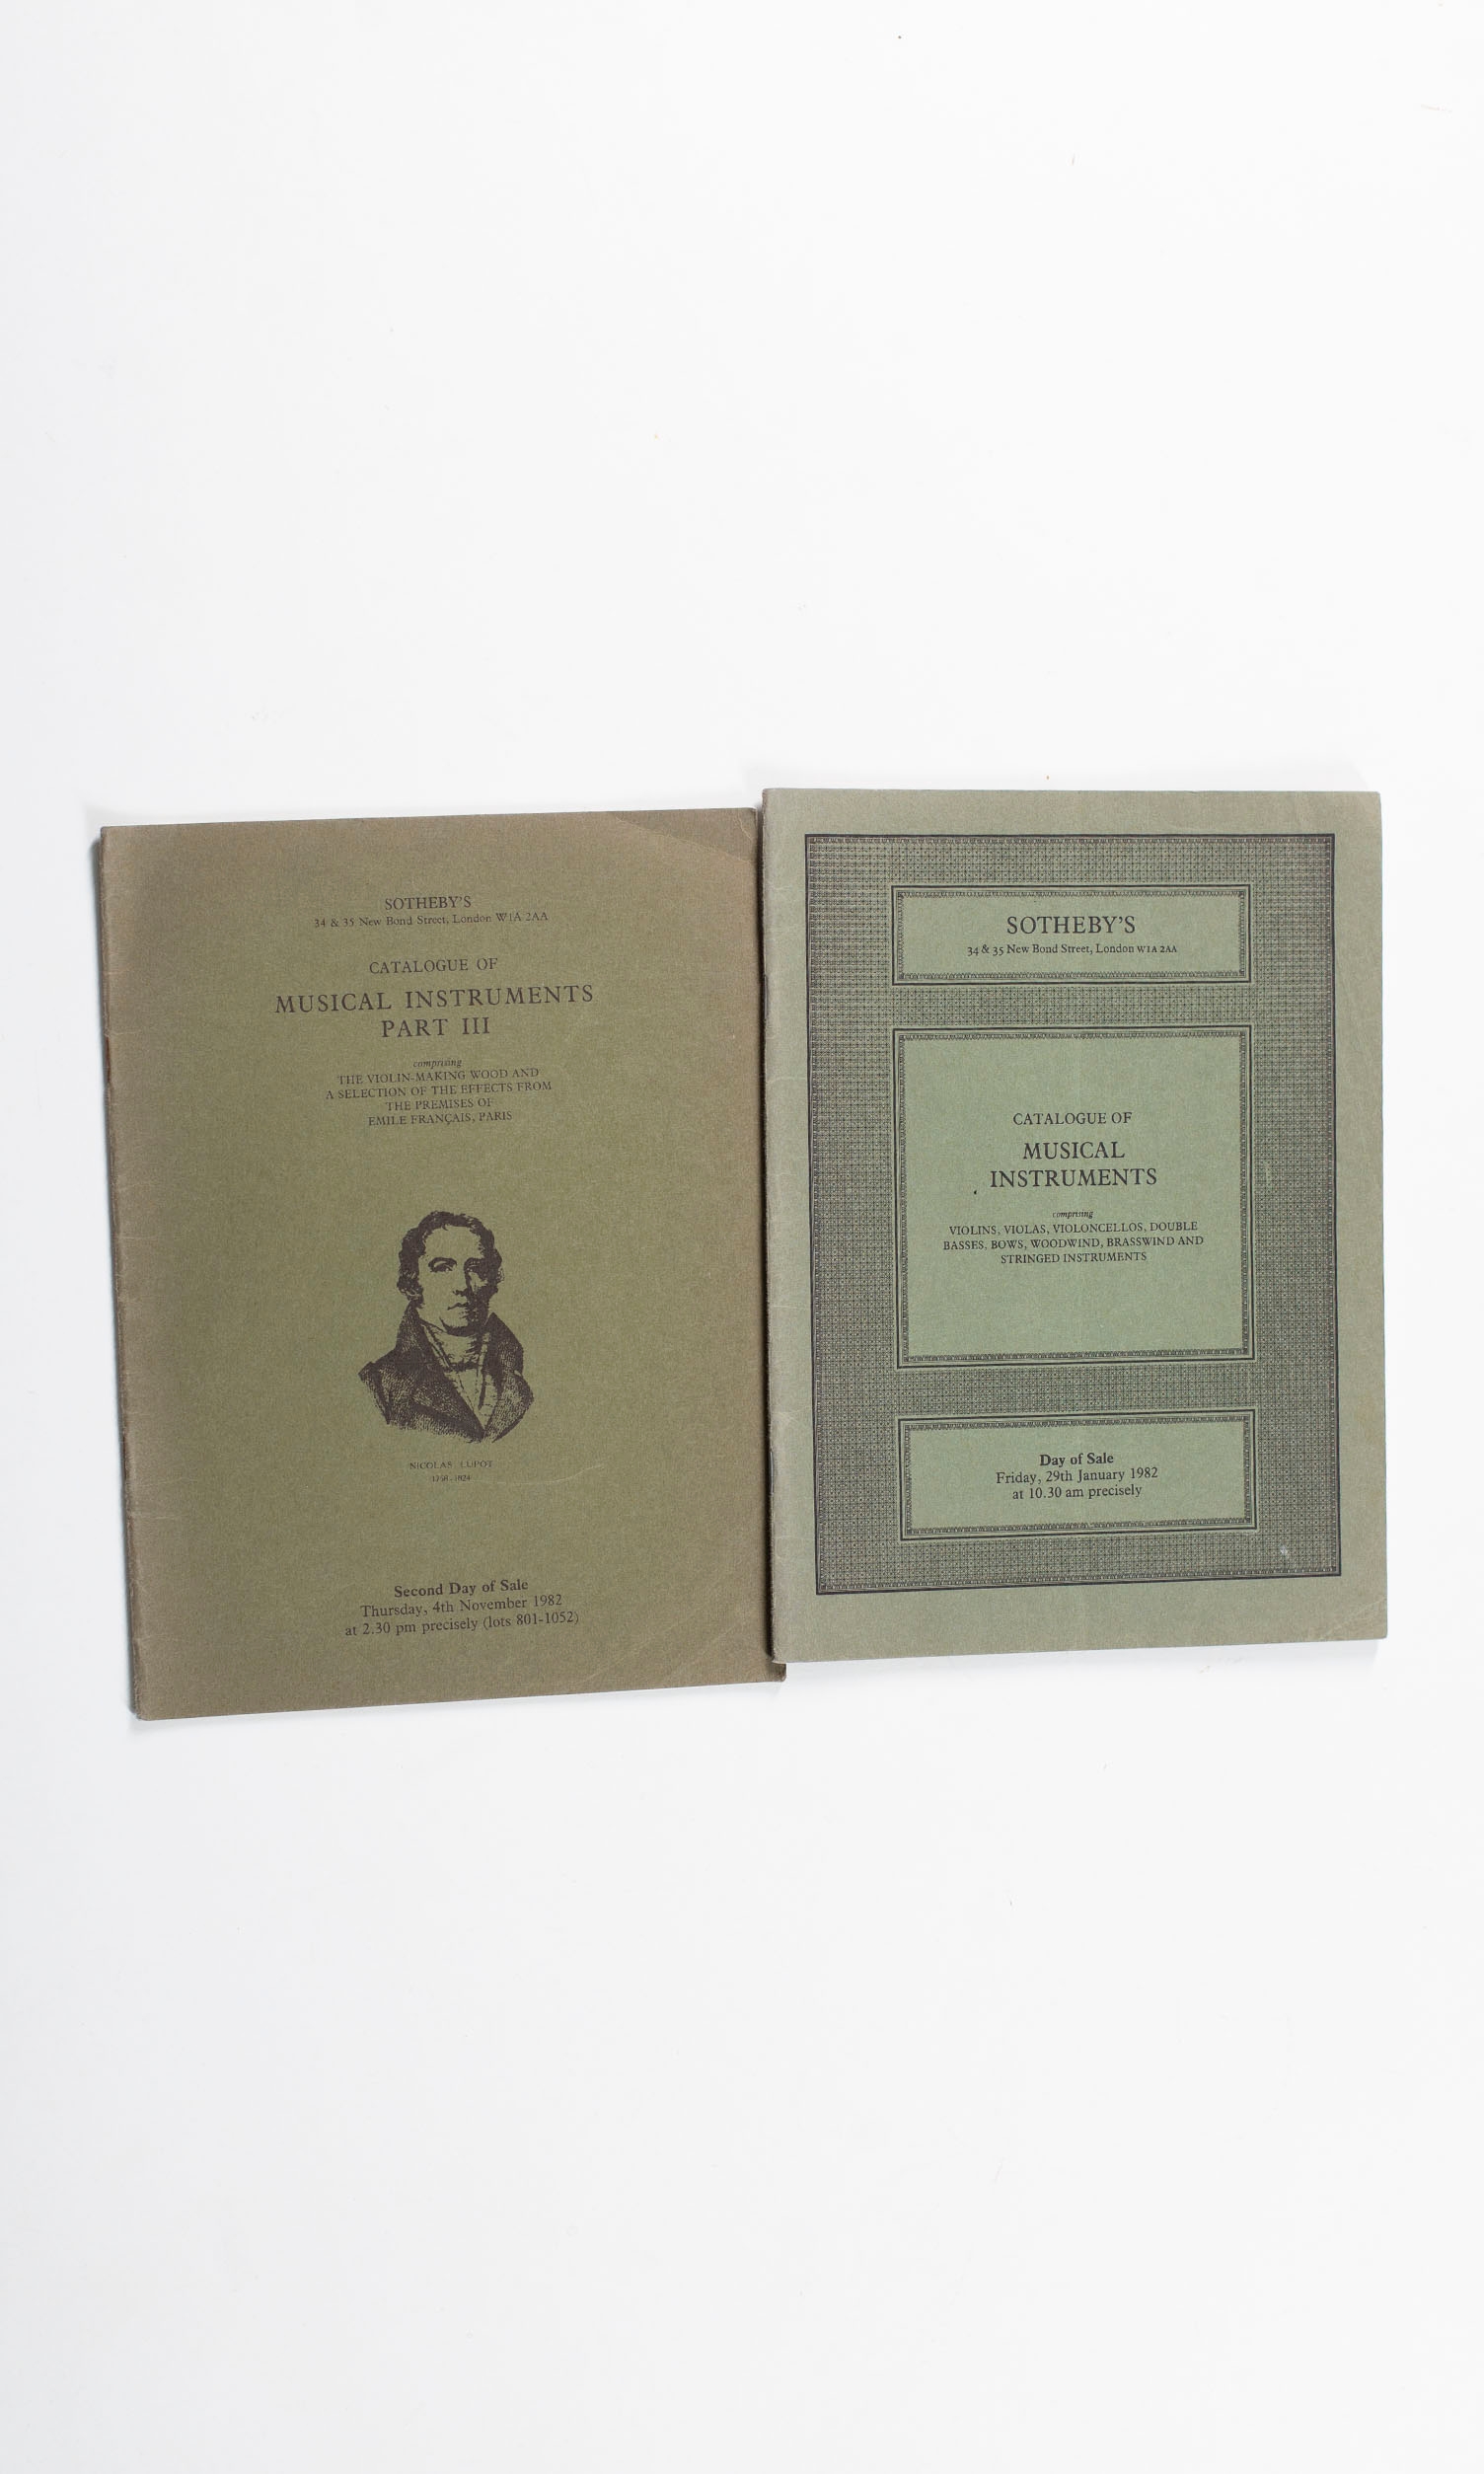 SOTHEBY'S
34 & 35 New Bond Street, London W1A 2AA
CATALOGUE OF
MUSICAL INSTRUMENTS
PART III
comprising
THE VIOLIN-MAKING WOOD AND
A SELECTION OF THE EFFECTS FROM
THE PREMISES OF
EMILE FRANÇAIS, PARIS
NICOLAS LUPOT
1758-1824
Second Day of Sale
Thursday, 4th November 1982
at 2.30 pm precisely (lots 801-1052)
SOTHEBY'S
34 & 35 New Bond Street, London W1A 2AA
CATALOGUE OF
MUSICAL
INSTRUMENTS
comprising
VIOLINS, VIOLAS, VIOLONCELLOS, DOUBLE
BASSES, BOWS, WOODWIND, BRASSWIND AND
STRINGED INSTRUMENTS
Day of Sale
Friday, 29th January 1982
at 10.30 am precisely